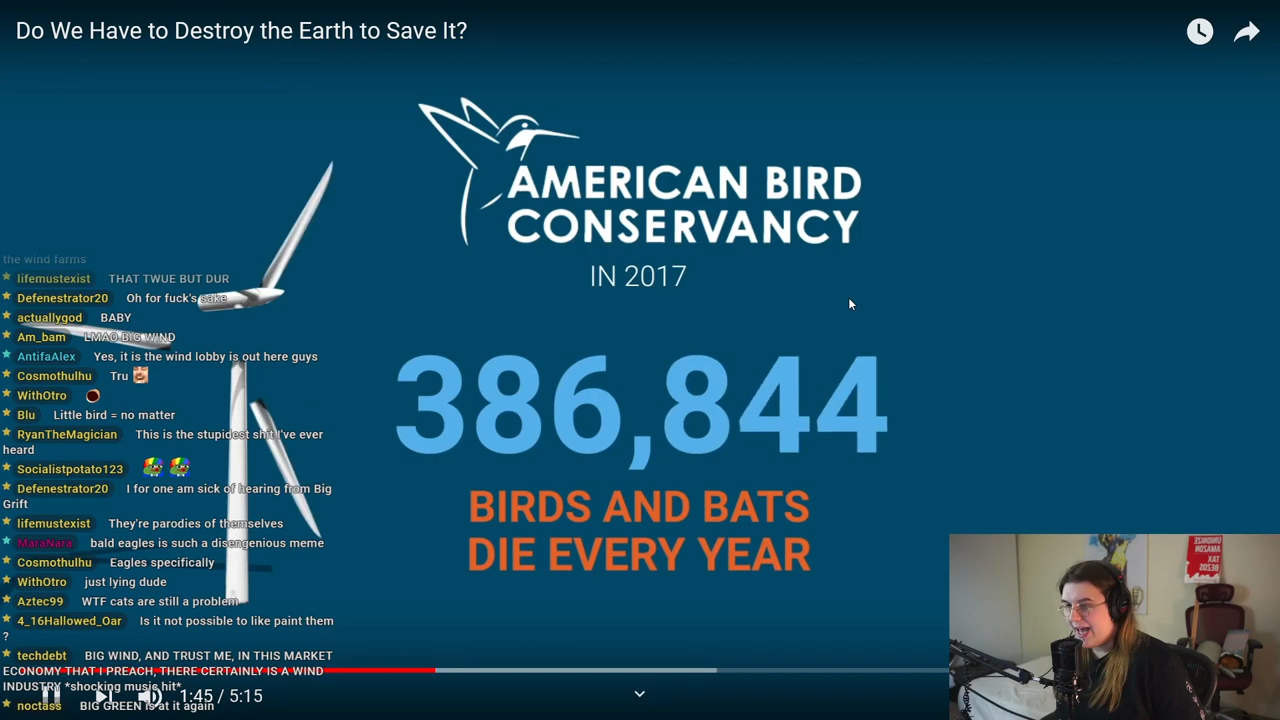 Do We Have to Destroy the Earth to Save It?
AMERICAN BIRD
CONSERVANCY
IN 2017
386,844
BIRDS AND BATS
DIE EVERY YEAR
the wind farms
lifemustexist THAT TWUE BUT DUR
Defenestrator20 Oh for fuck's sake
actuallygod BABY
Am_bam LMAO BIG WIND
AntifaAlex Yes, it is the wind lobby is out here guys
Cosmothulhu Tru
WithOtro
Blu Little bird = no matter
RyanTheMagician This is the stupidest shit I've ever
heard
Socialistpotato123
Defenestrator20 I for one am sick of hearing from Big
Grift
lifemustexist They're parodies of themselves
MaraNara bald eagles is such a disengenious meme
Cosmothulhu Eagles specifically
WithOtro just lying dude
Aztec99 WTF cats are still a problem
4_16Hallowed_Oar Is it not possible to like paint them
?
techdebt BIG WIND, AND TRUST ME, IN THIS MARKET
ECONOMY THAT I PREACH, THERE CERTAINLY IS A WIND
INDUSTRY *shocking music hit*
noctass BIG GREEN is at it again
1:45 / 5:15
UNIONIZE
AMAZON
TAX
BEZOS